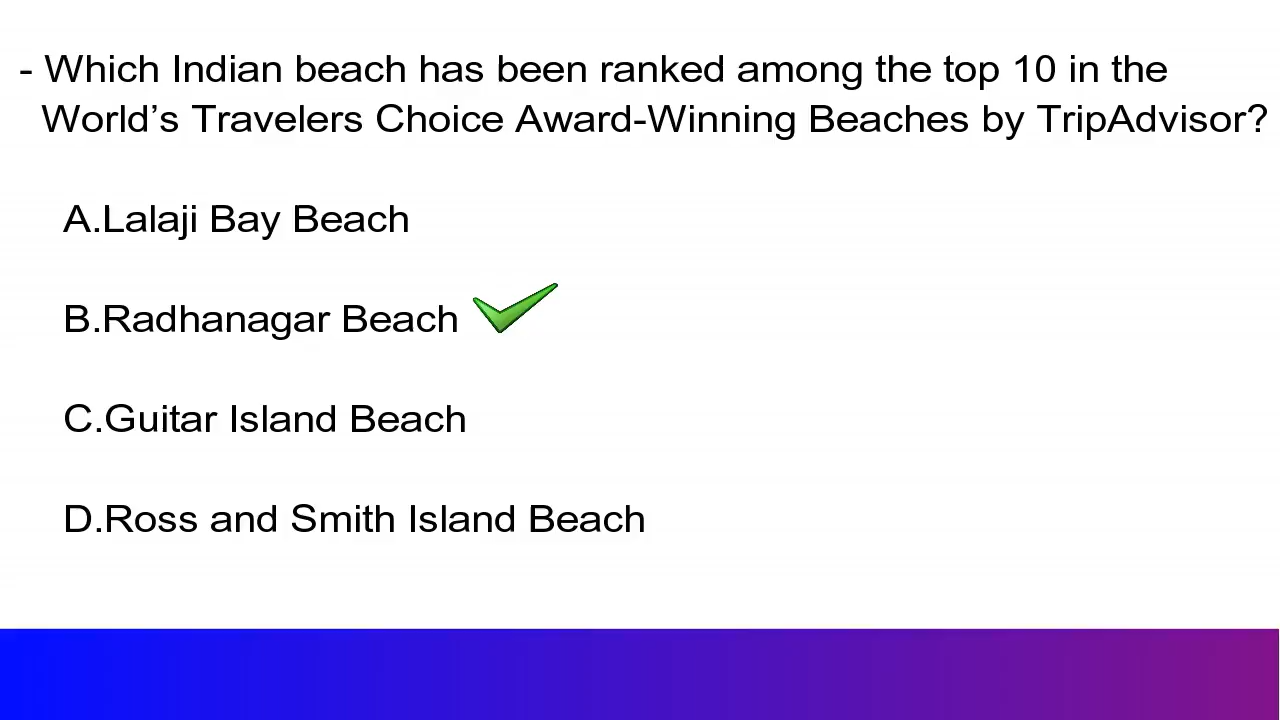 - Which Indian beach has been ranked among the top 10 in the
World’s Travelers Choice Award-Winning Beaches by TripAdvisor?
A.Lalaji Bay Beach
B.Radhanagar Beach
C.Guitar Island Beach
D.Ross and Smith Island Beach